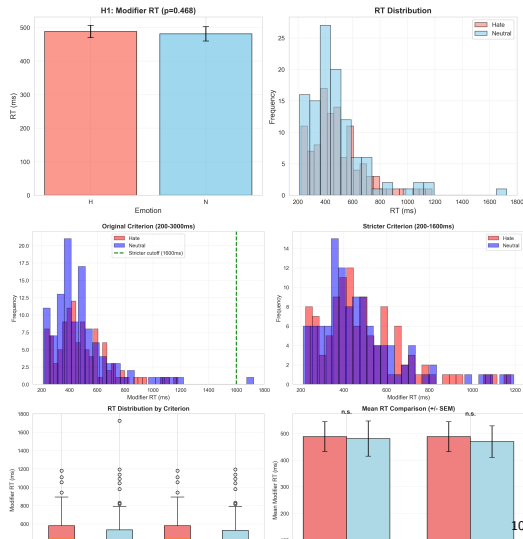 H1: Modifier RT (p=0.468)
500
400
300
200
100
0
RT (ms)
H
N
Emotion
RT Distribution
Hate
Neutral
25
20
15
10
5
0
Frequency
200 400 600 800 1000 1200 1400 1600 1800
RT (ms)
Original Criterion (200-3000ms)
Hate
Neutral
Stricter cutoff (1600ms)
20.0
17.5
15.0
12.5
10.0
7.5
5.0
2.5
0.0
Frequency
200 400 600 800 1000 1200 1400 1600 1800
Modifier RT (ms)
Stricter Criterion (200-1600ms)
Hate
Neutral
14
12
10
8
6
4
2
0
Frequency
200 400 600 800 1000 1200
Modifier RT (ms)
RT Distribution by Criterion
1800
1600
1400
1200
1000
800
600
Modifier RT (ms)
Mean RT Comparison (+/- SEM)
n.s.
n.s.
500
400
300
200
100
Mean Modifier RT (ms)
10